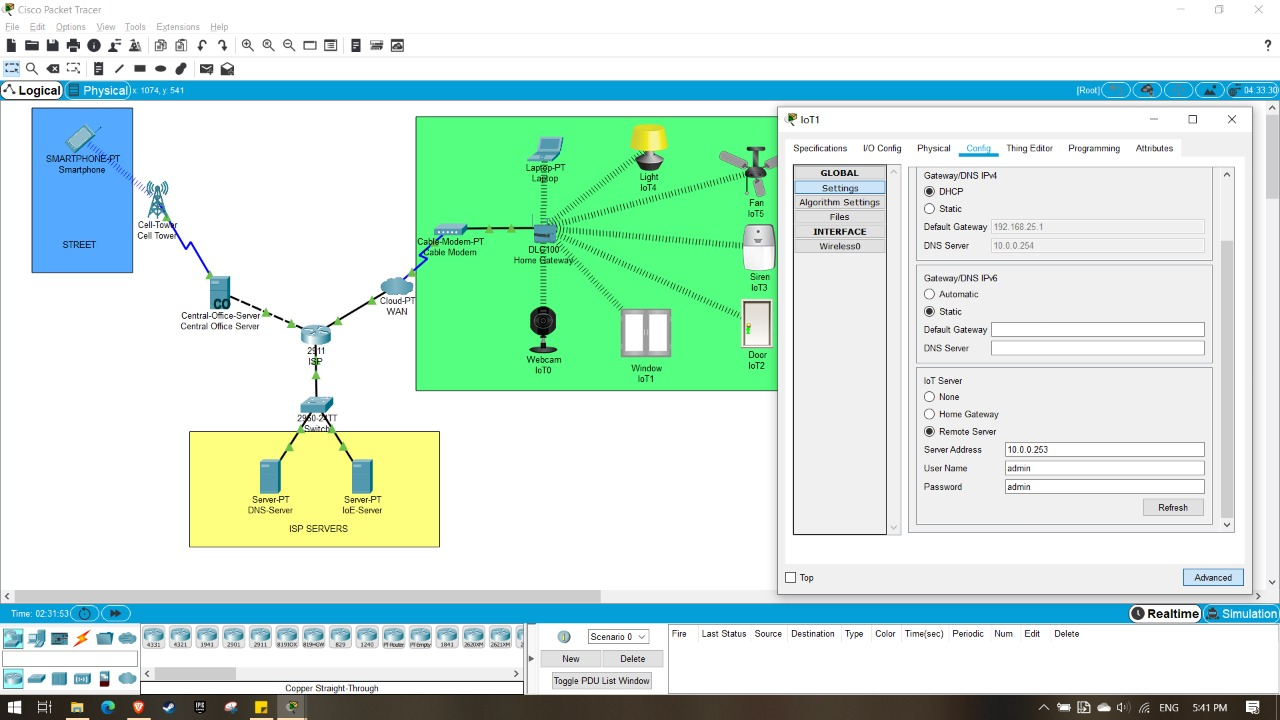 Cisco Packet Tracer
File Edit Options View Tools Extensions Help
?
Logical Physical x: 1074, y: 541 [Root] 04:33:30
SMARTPHONE-PT
Smartphone
STREET
Cell-Tower
Cell Tower
CO
Central-Office-Server
Central Office Server
2911
ISP
2960-24TT
Switch
Server-PT
DNS-Server
Server-PT
IoE-Server
ISP SERVERS
Cloud-PT
WAN
Cable-Modem-PT
Cable Modem
Laptop-PT
Laptop
DLC100
Home Gateway
Light
IoT4
Fan
IoT5
Siren
IoT3
Door
IoT2
Window
IoT1
Webcam
IoT0
IoT1
Specifications I/O Config Physical Config Thing Editor Programming Attributes
GLOBAL
Settings
Algorithm Settings
Files
INTERFACE
Wireless0
Gateway/DNS IPv4
DHCP
Static
Default Gateway 192.168.25.1
DNS Server 10.0.0.254
Gateway/DNS IPv6
Automatic
Static
Default Gateway
DNS Server
IoT Server
None
Home Gateway
Remote Server
Server Address 10.0.0.253
User Name admin
Password admin
Refresh
Top
Advanced
Time: 02:31:53
Realtime Simulation
4331 4321 1941 2901 2911 819IOX 819HGW 829 1240 PT-Router PT-Empty 1841 2620XM 2621XM
Copper Straight-Through
Scenario 0
New Delete
Toggle PDU List Window
Fire Last Status Source Destination Type Color Time(sec) Periodic Num Edit Delete
ENG 5:41 PM